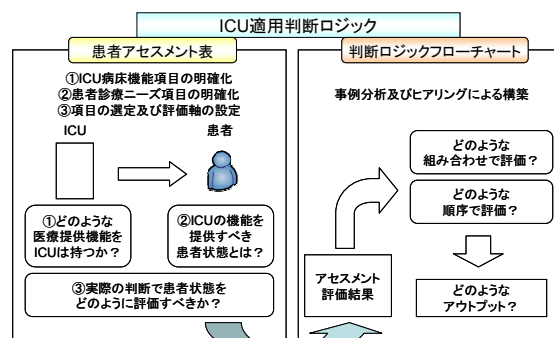 ICU適用判断ロジック
患者アセスメント表
①ICU病床機能項目の明確化
②患者診療ニーズ項目の明確化
③項目の選定及び評価軸の設定
ICU
患者
①どのような
医療提供機能を
ICUは持つか？
②ICUの機能を
提供すべき
患者状態とは？
③実際の判断で患者状態を
どのように評価すべきか？
判断ロジックフローチャート
事例分析及びヒアリングによる構築
どのような
組み合わせで評価？
どのような
順序で評価？
アセスメント
評価結果
どのような
アウトプット？